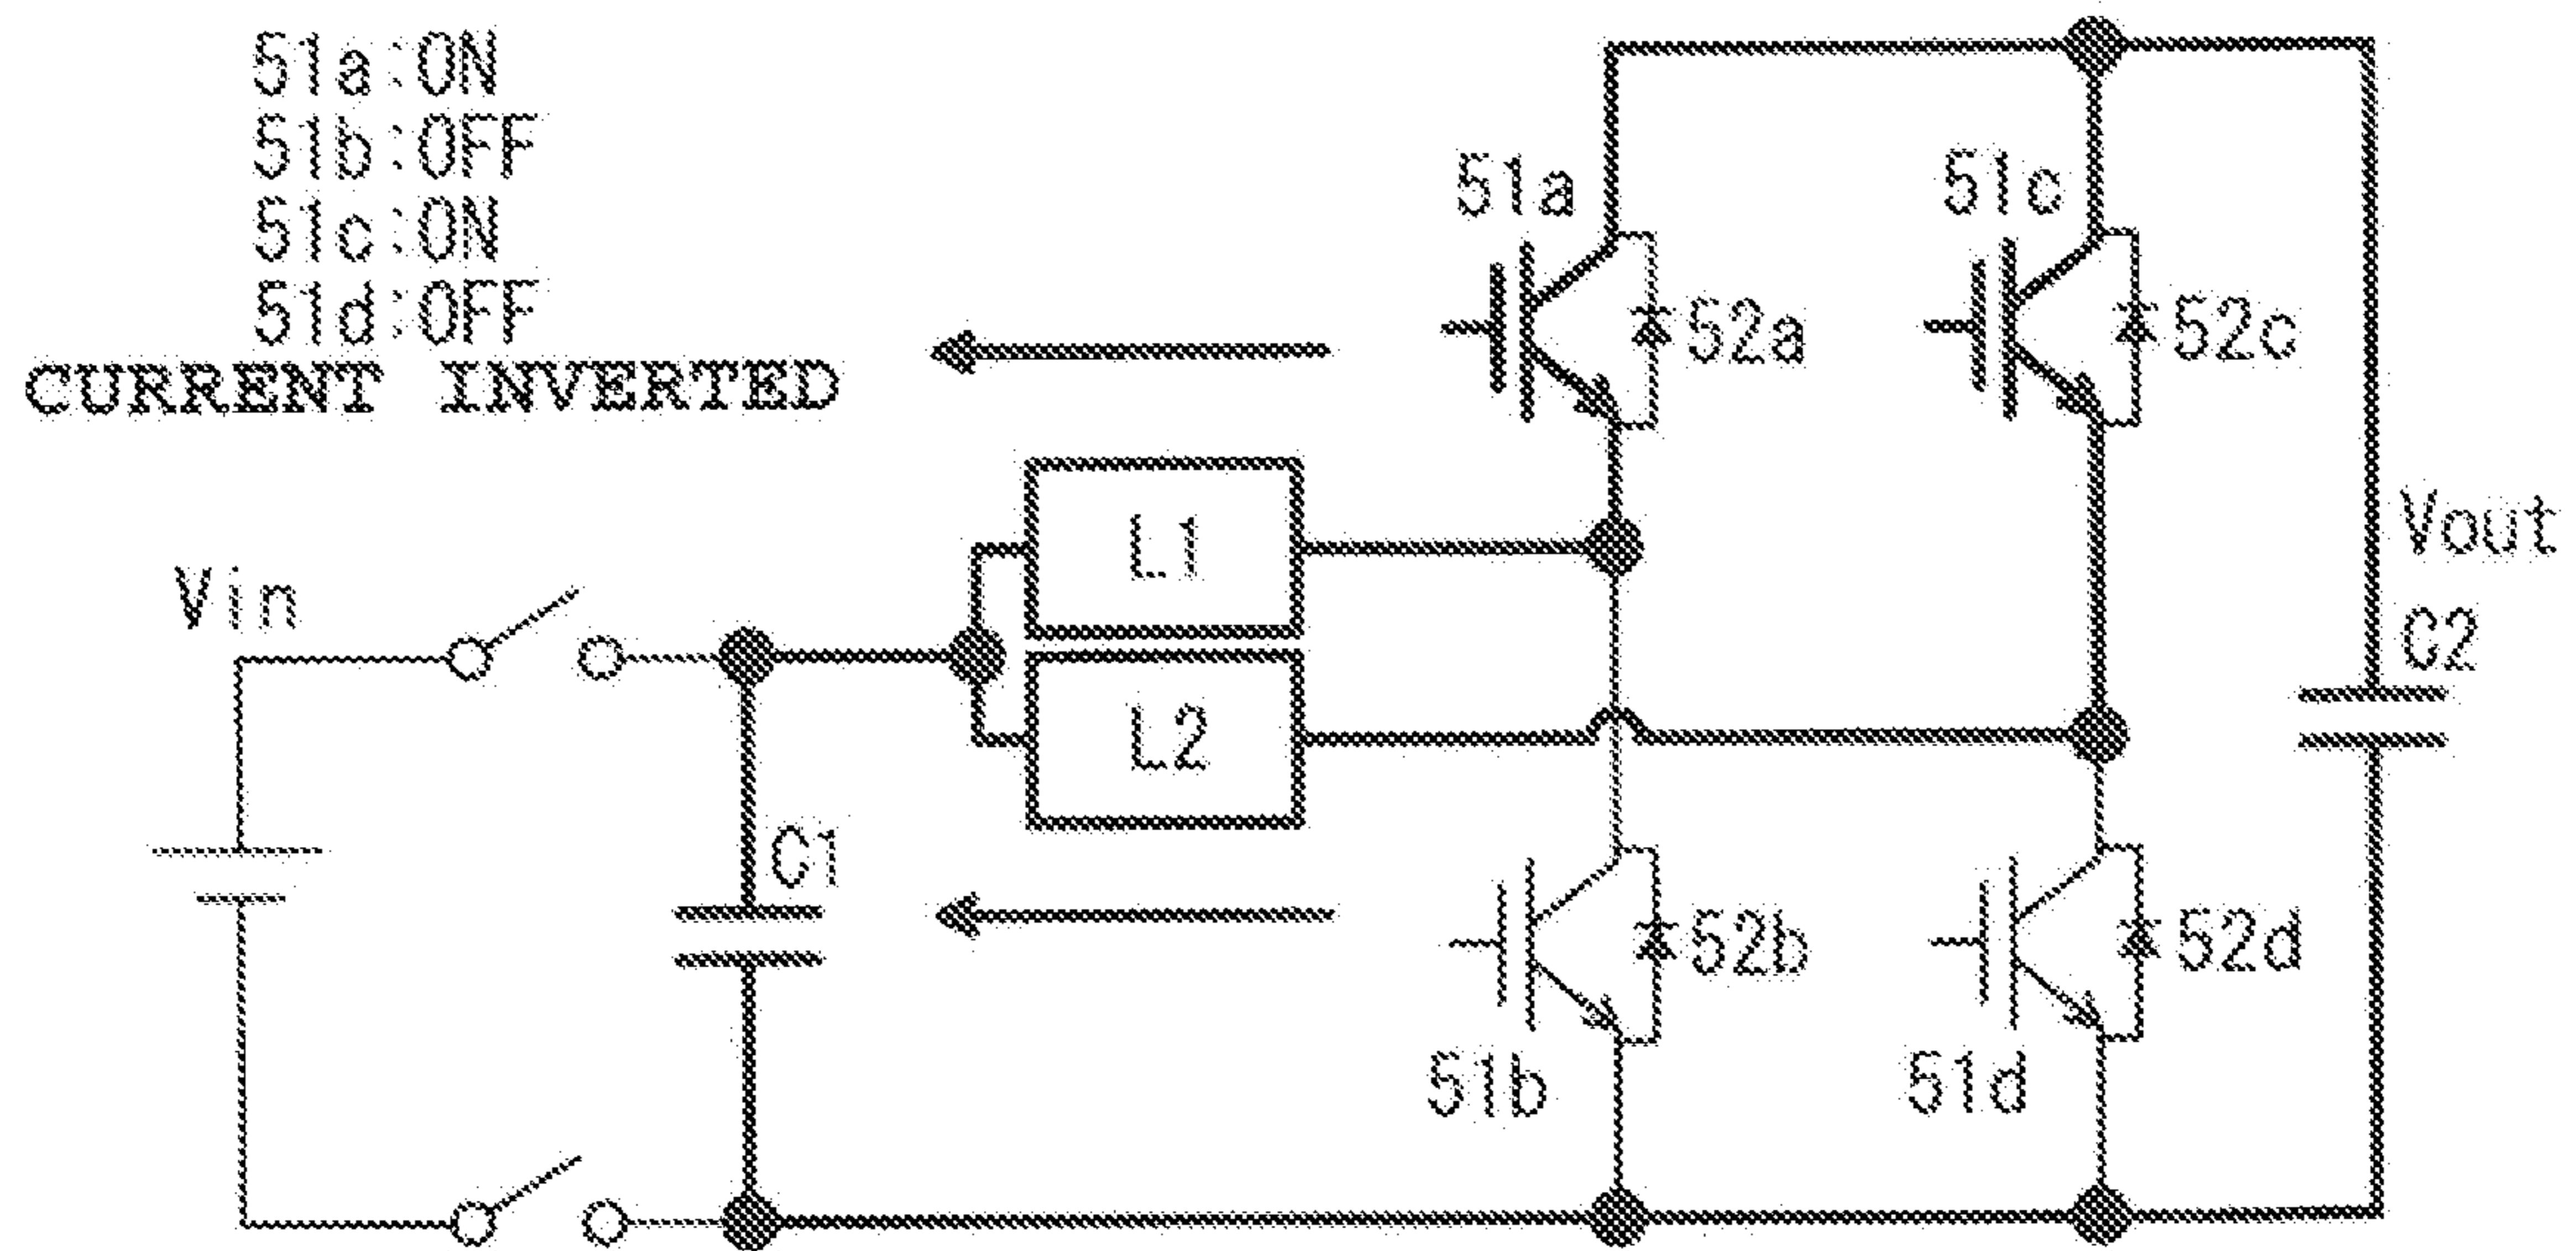 51a:ON
51b:OFF
51c:ON
51d:OFF
CURRENT INVERTED
51a
51c
52a
52c
L1
Vout
Vin
C2
L2
C1
52b
52d
51b
51d